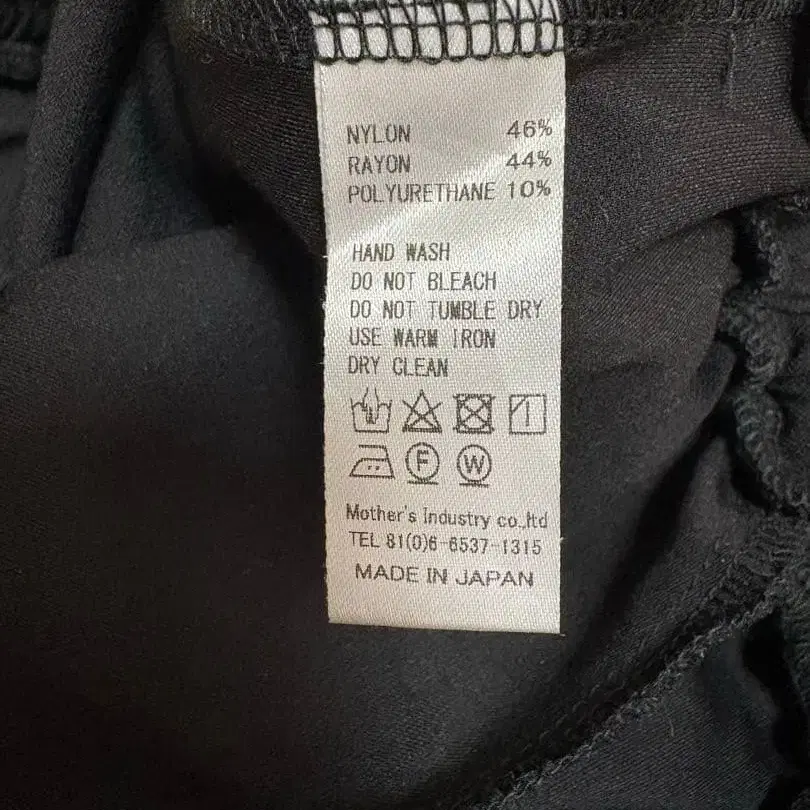 NYLON 46%
RAYON 44%
POLYURETHANE 10%
HAND WASH
DO NOT BLEACH
DO NOT TUMBLE DRY
USE WARM IRON
DRY CLEAN
F W
Mother's Industry co.,ltd
TEL 81(0)6-6537-1315
MADE IN JAPAN